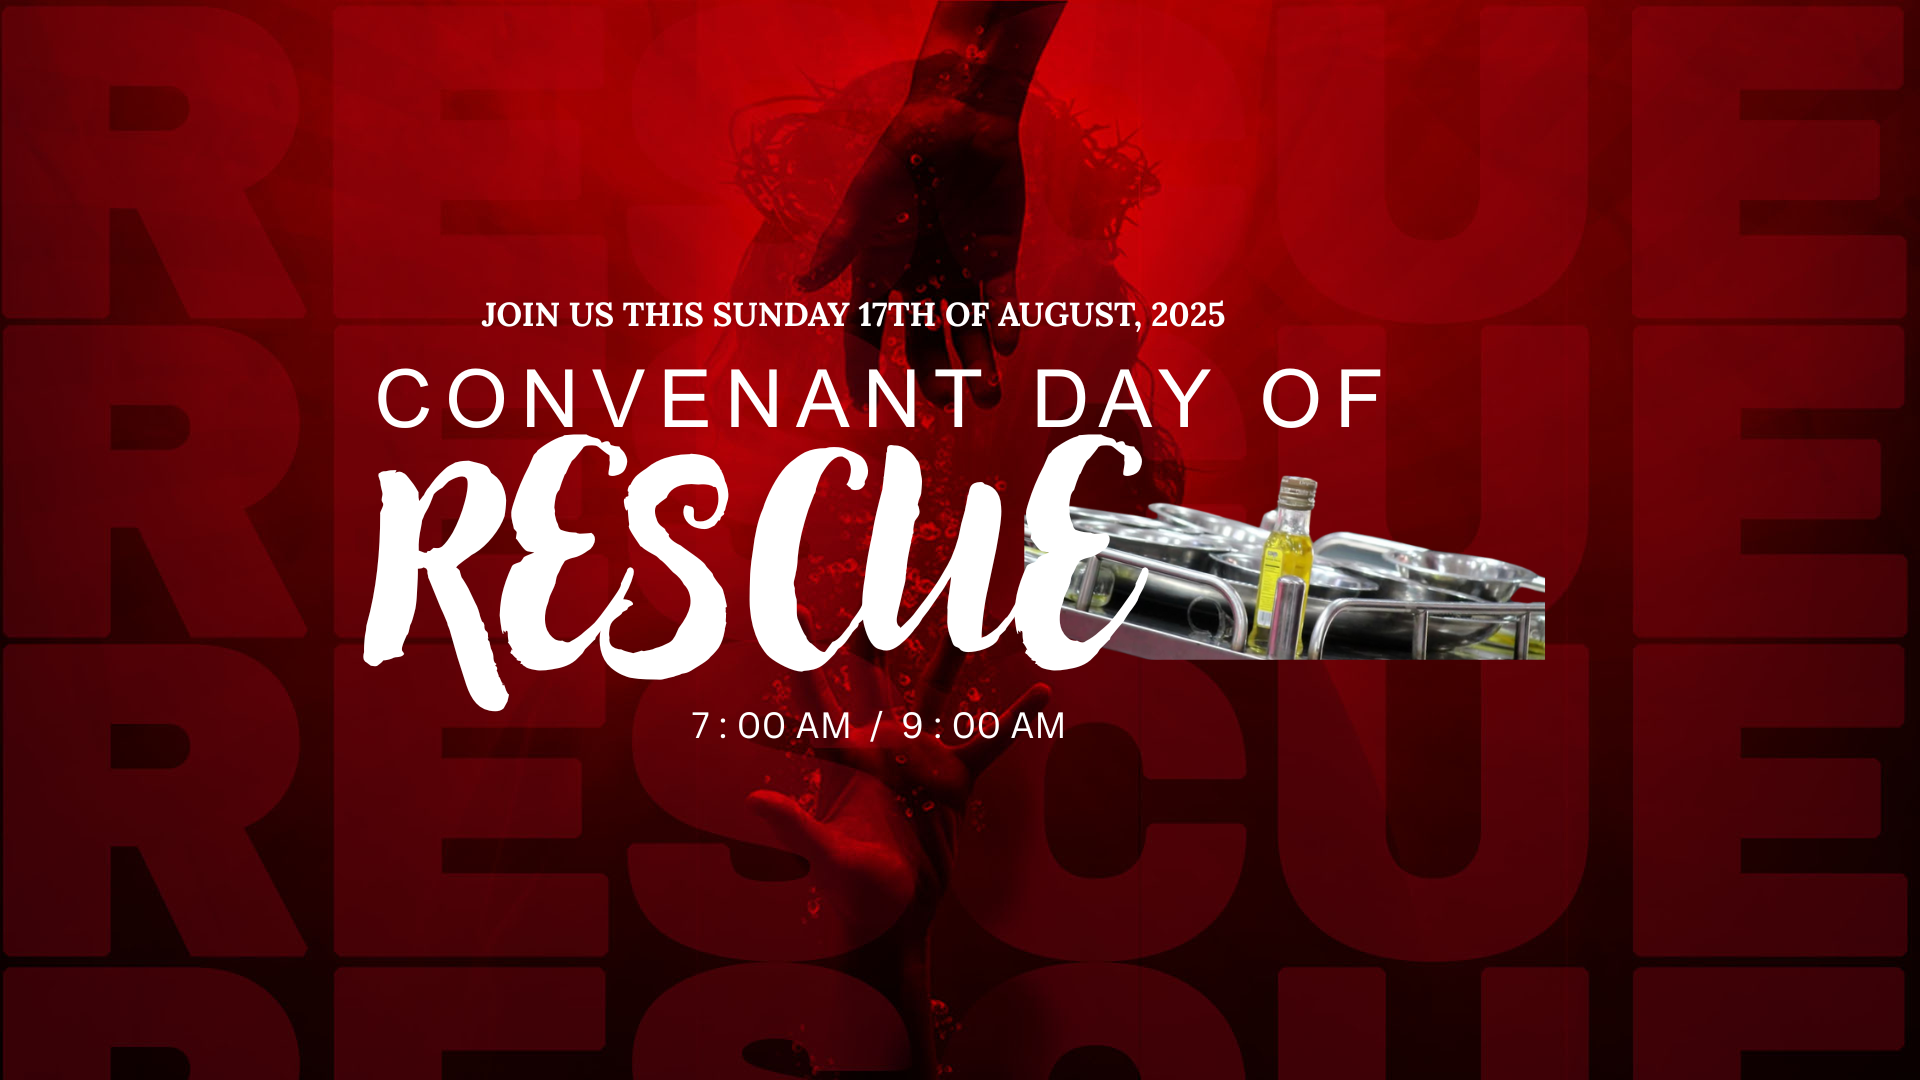 RESCUE
JOIN US THIS SUNDAY 17TH OF AUGUST, 2025
RESCUE
CONVENANT DAY OF
RESCUE
7:00 AM / 9:00 AM
RESCUE
RESCUE